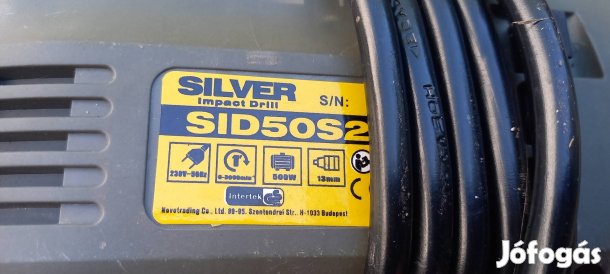 SILVER
Impact Drill
S/N:
SID50S2
230V~50Hz
500W
13mm
Intertek
Novotrading Co., Ltd. 89-95. Szentendrei Str.. H-1033 Budapest
Jófogás